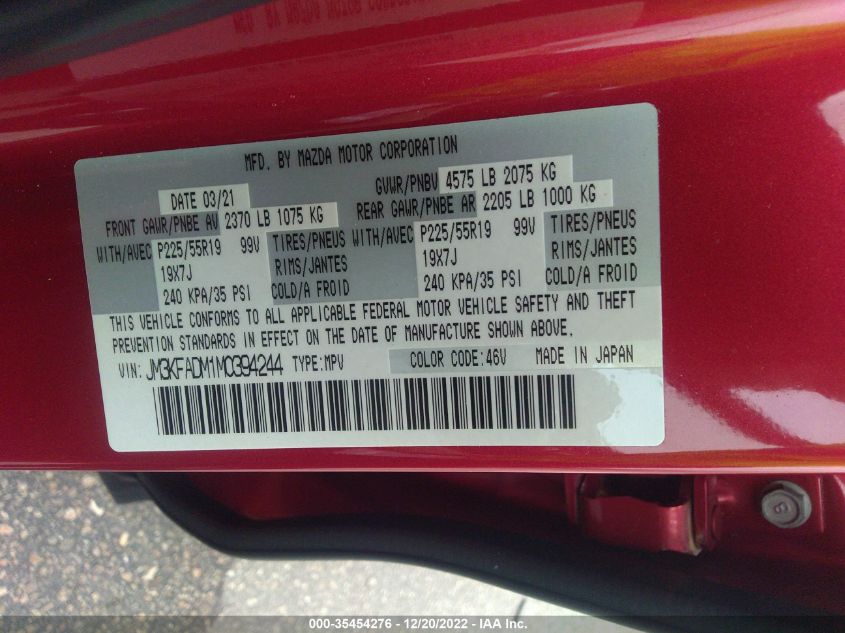 MFD. BY MAZDA MOTOR CORPORATION
DATE 03/21 GVWR/PNBV 4575 LB 2075 KG
FRONT GAWR/PNBE AV 2370 LB 1075 KG REAR GAWR/PNBE AR 2205 LB 1000 KG
WITH/AVEC P225/55R19 99V TIRES/PNEUS WITH/AVEC P225/55R19 99V TIRES/PNEUS
19X7J RIMS/JANTES 19X7J RIMS/JANTES
240 KPA/35 PSI COLD/A FROID 240 KPA/35 PSI COLD/A FROID
THIS VEHICLE CONFORMS TO ALL APPLICABLE FEDERAL MOTOR VEHICLE SAFETY AND THEFT
PREVENTION STANDARDS IN EFFECT ON THE DATE OF MANUFACTURE SHOWN ABOVE.
VIN: JM3KFADM1M0394244 TYPE:MPV COLOR CODE:46V MADE IN JAPAN
000-35454276 - 12/20/2022 - IAA Inc.